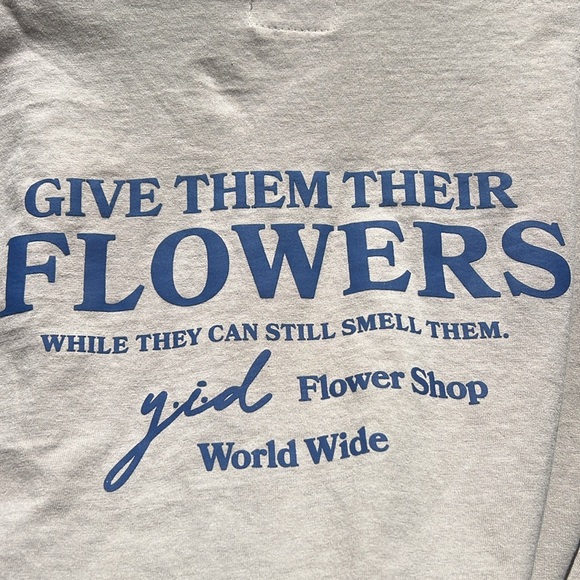 GIVE THEM THEIR
FLOWERS
WHILE THEY CAN STILL SMELL THEM.
y.i.d Flower Shop
World Wide